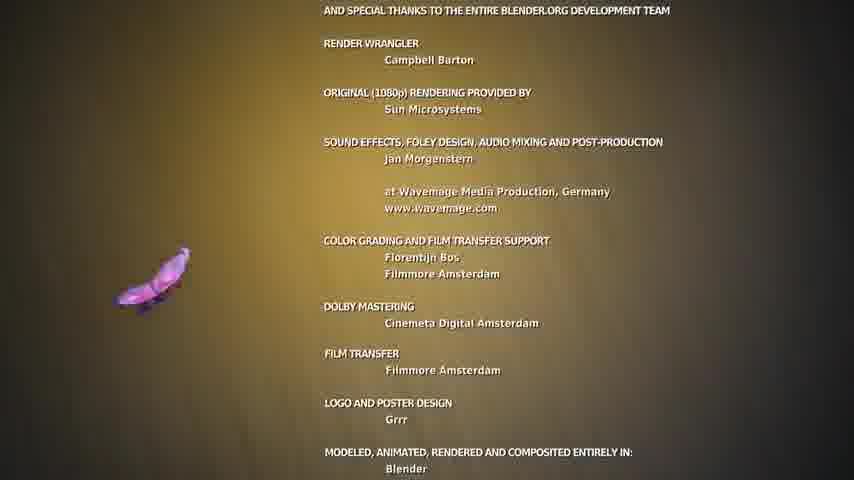 AND SPECIAL THANKS TO THE ENTIRE BLENDER.ORG DEVELOPMENT TEAM
RENDER WRANGLER
Campbell Barton
ORIGINAL (1080p) RENDERING PROVIDED BY
Sun Microsystems
SOUND EFFECTS, FOLEY DESIGN, AUDIO MIXING AND POST-PRODUCTION
Jan Morgenstern
at Wavemage Media Production, Germany
www.wavemage.com
COLOR GRADING AND FILM TRANSFER SUPPORT
Florentijn Bos
Filmmore Amsterdam
DOLBY MASTERING
Cinemeta Digital Amsterdam
FILM TRANSFER
Filmmore Amsterdam
LOGO AND POSTER DESIGN
Grrr
MODELED, ANIMATED, RENDERED AND COMPOSITED ENTIRELY IN:
Blender